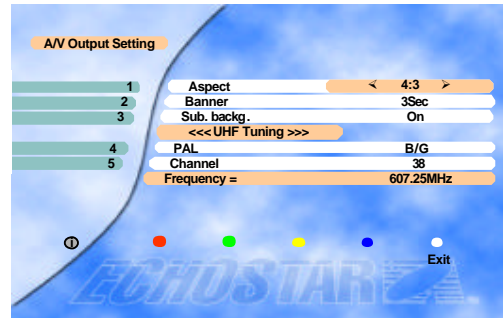 A/V Output Setting
1 Aspect 4:3
2 Banner 3Sec
3 Sub. backg. On
<<< UHF Tuning >>>
4 PAL B/G
5 Channel 38
Frequency = 607.25MHz
i
Exit
ECHOSTAR